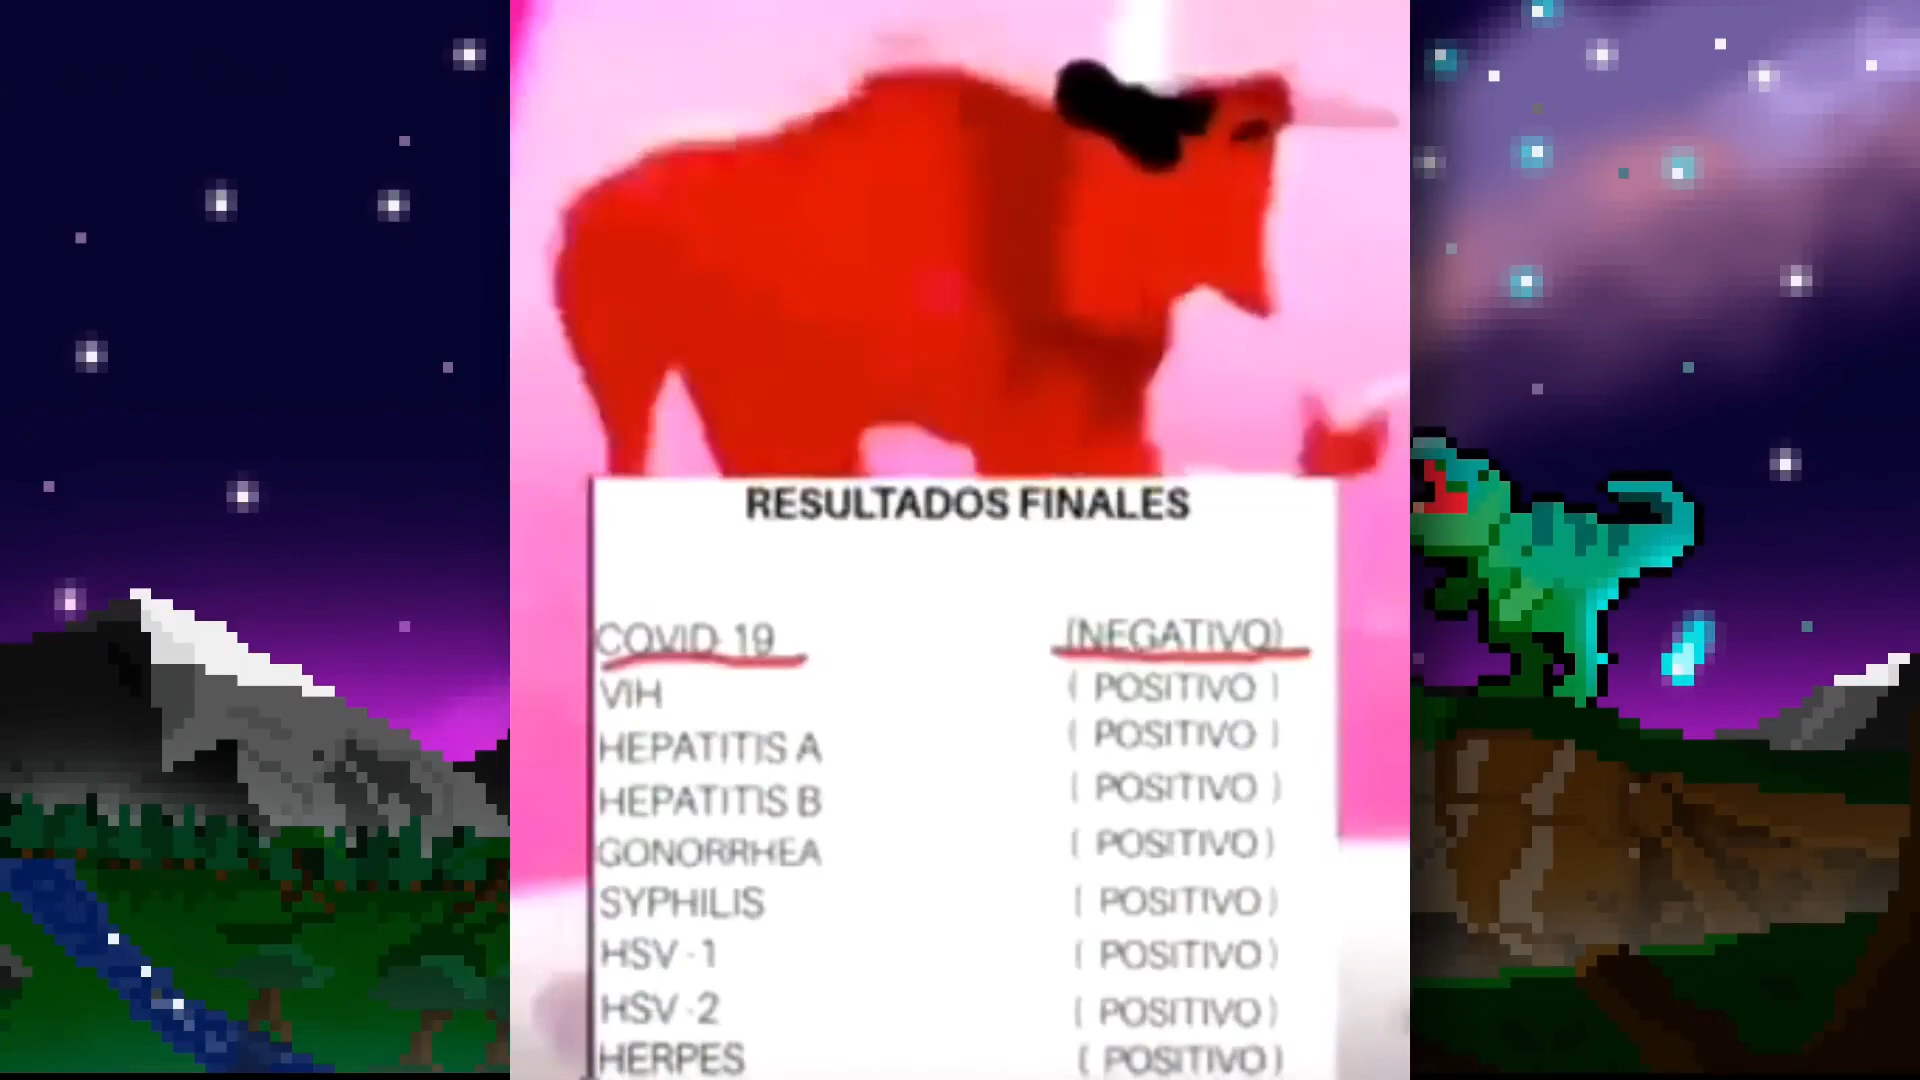 RESULTADOS FINALES
COVID-19 (NEGATIVO)
VIH ( POSITIVO )
HEPATITIS A ( POSITIVO )
HEPATITIS B ( POSITIVO )
GONORRHEA ( POSITIVO )
SYPHILIS ( POSITIVO )
HSV -1 ( POSITIVO )
HSV -2 ( POSITIVO )
HERPES ( POSITIVO )